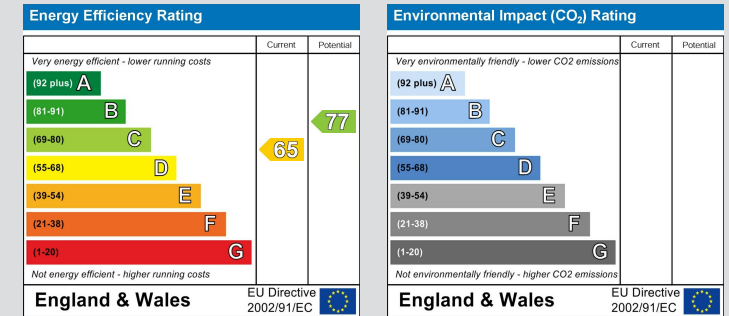 Energy Efficiency Rating
Current Potential
Very energy efficient - lower running costs
(92 plus) A
(81-91) B
77
(69-80) C
65
(55-68) D
(39-54) E
(21-38) F
(1-20) G
Not energy efficient - higher running costs
England & Wales
EU Directive
2002/91/EC
Environmental Impact (CO₂) Rating
Current Potential
Very environmentally friendly - lower CO2 emissions
(92 plus) A
(81-91) B
(69-80) C
(55-68) D
(39-54) E
(21-38) F
(1-20) G
Not environmentally friendly - higher CO2 emissions
England & Wales
EU Directive
2002/91/EC